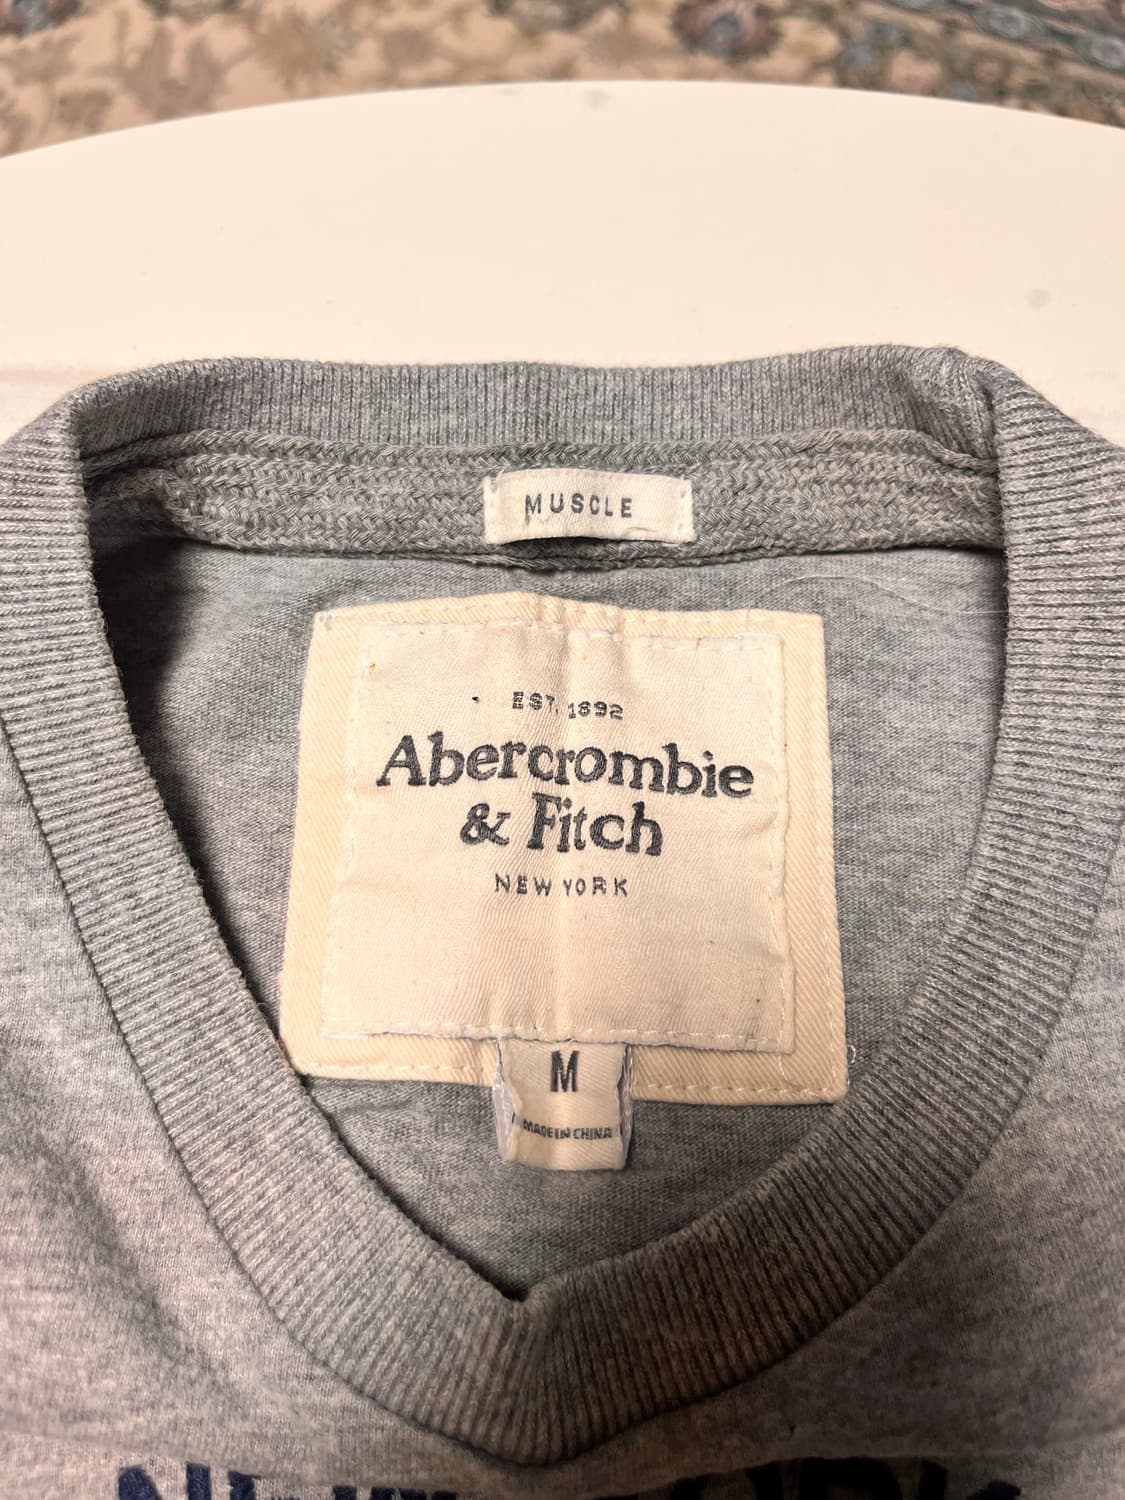 MUSCLE
EST. 1892
Abercrombie
& Fitch
NEW YORK
M
MADE IN CHINA